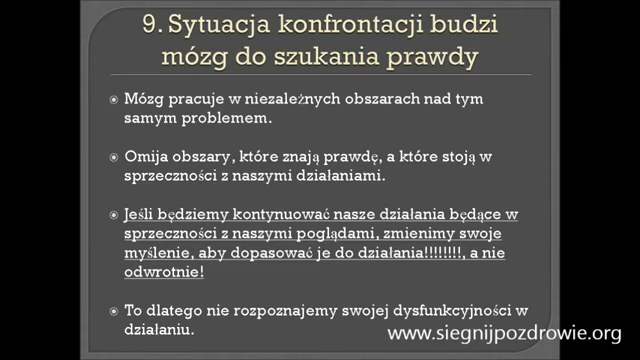 9. Sytuacja konfrontacji budzi
mózg do szukania prawdy
Mózg pracuje w niezależnych obszarach nad tym
samym problemem.
Omija obszary, które znają prawdę, a które stoją w
sprzeczności z naszymi działaniami.
Jeśli będziemy kontynuować nasze działania będące w
sprzeczności z naszymi poglądami, zmienimy swoje
myślenie, aby dopasować je do działania!!!!!!!!, a nie
odwrotnie!
To dlatego nie rozpoznajemy swojej dysfunkcyjności w
działaniu.
www.siegnijpozdrowie.org